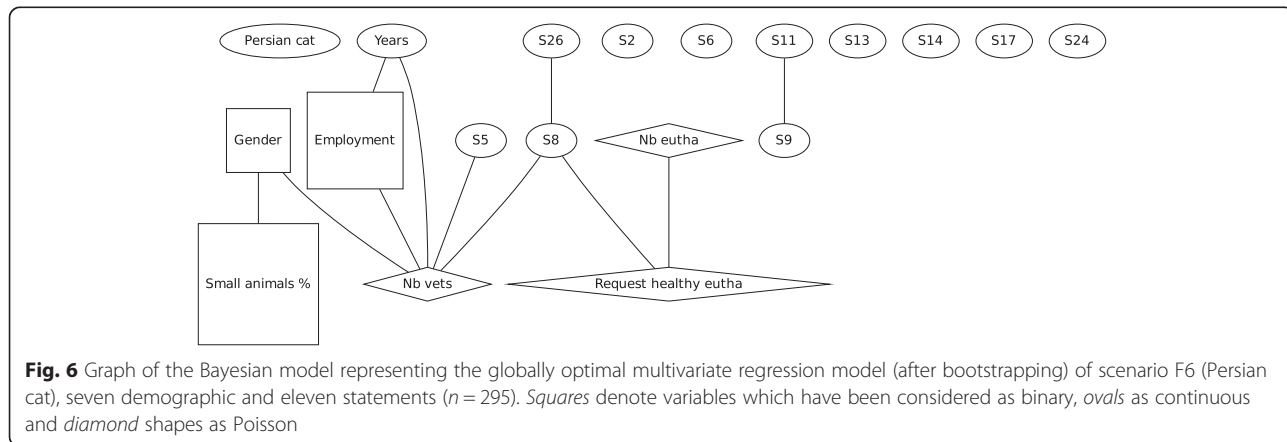 Persian cat Years S26 S2 S6 S11 S13 S14 S17 S24
Gender Employment S5 S8 Nb eutha S9
Small animals % Nb vets Request healthy eutha
Fig. 6 Graph of the Bayesian model representing the globally optimal multivariate regression model (after bootstrapping) of scenario F6 (Persian
cat), seven demographic and eleven statements (n = 295). Squares denote variables which have been considered as binary, ovals as continuous
and diamond shapes as Poisson